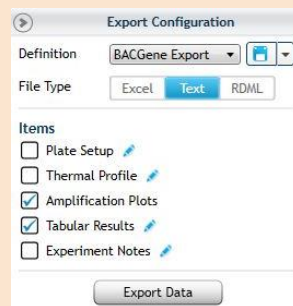 Export Configuration
Definition BACGene Export
File Type Excel Text RDML
Items
Plate Setup
Thermal Profile
Amplification Plots
Tabular Results
Experiment Notes
Export Data